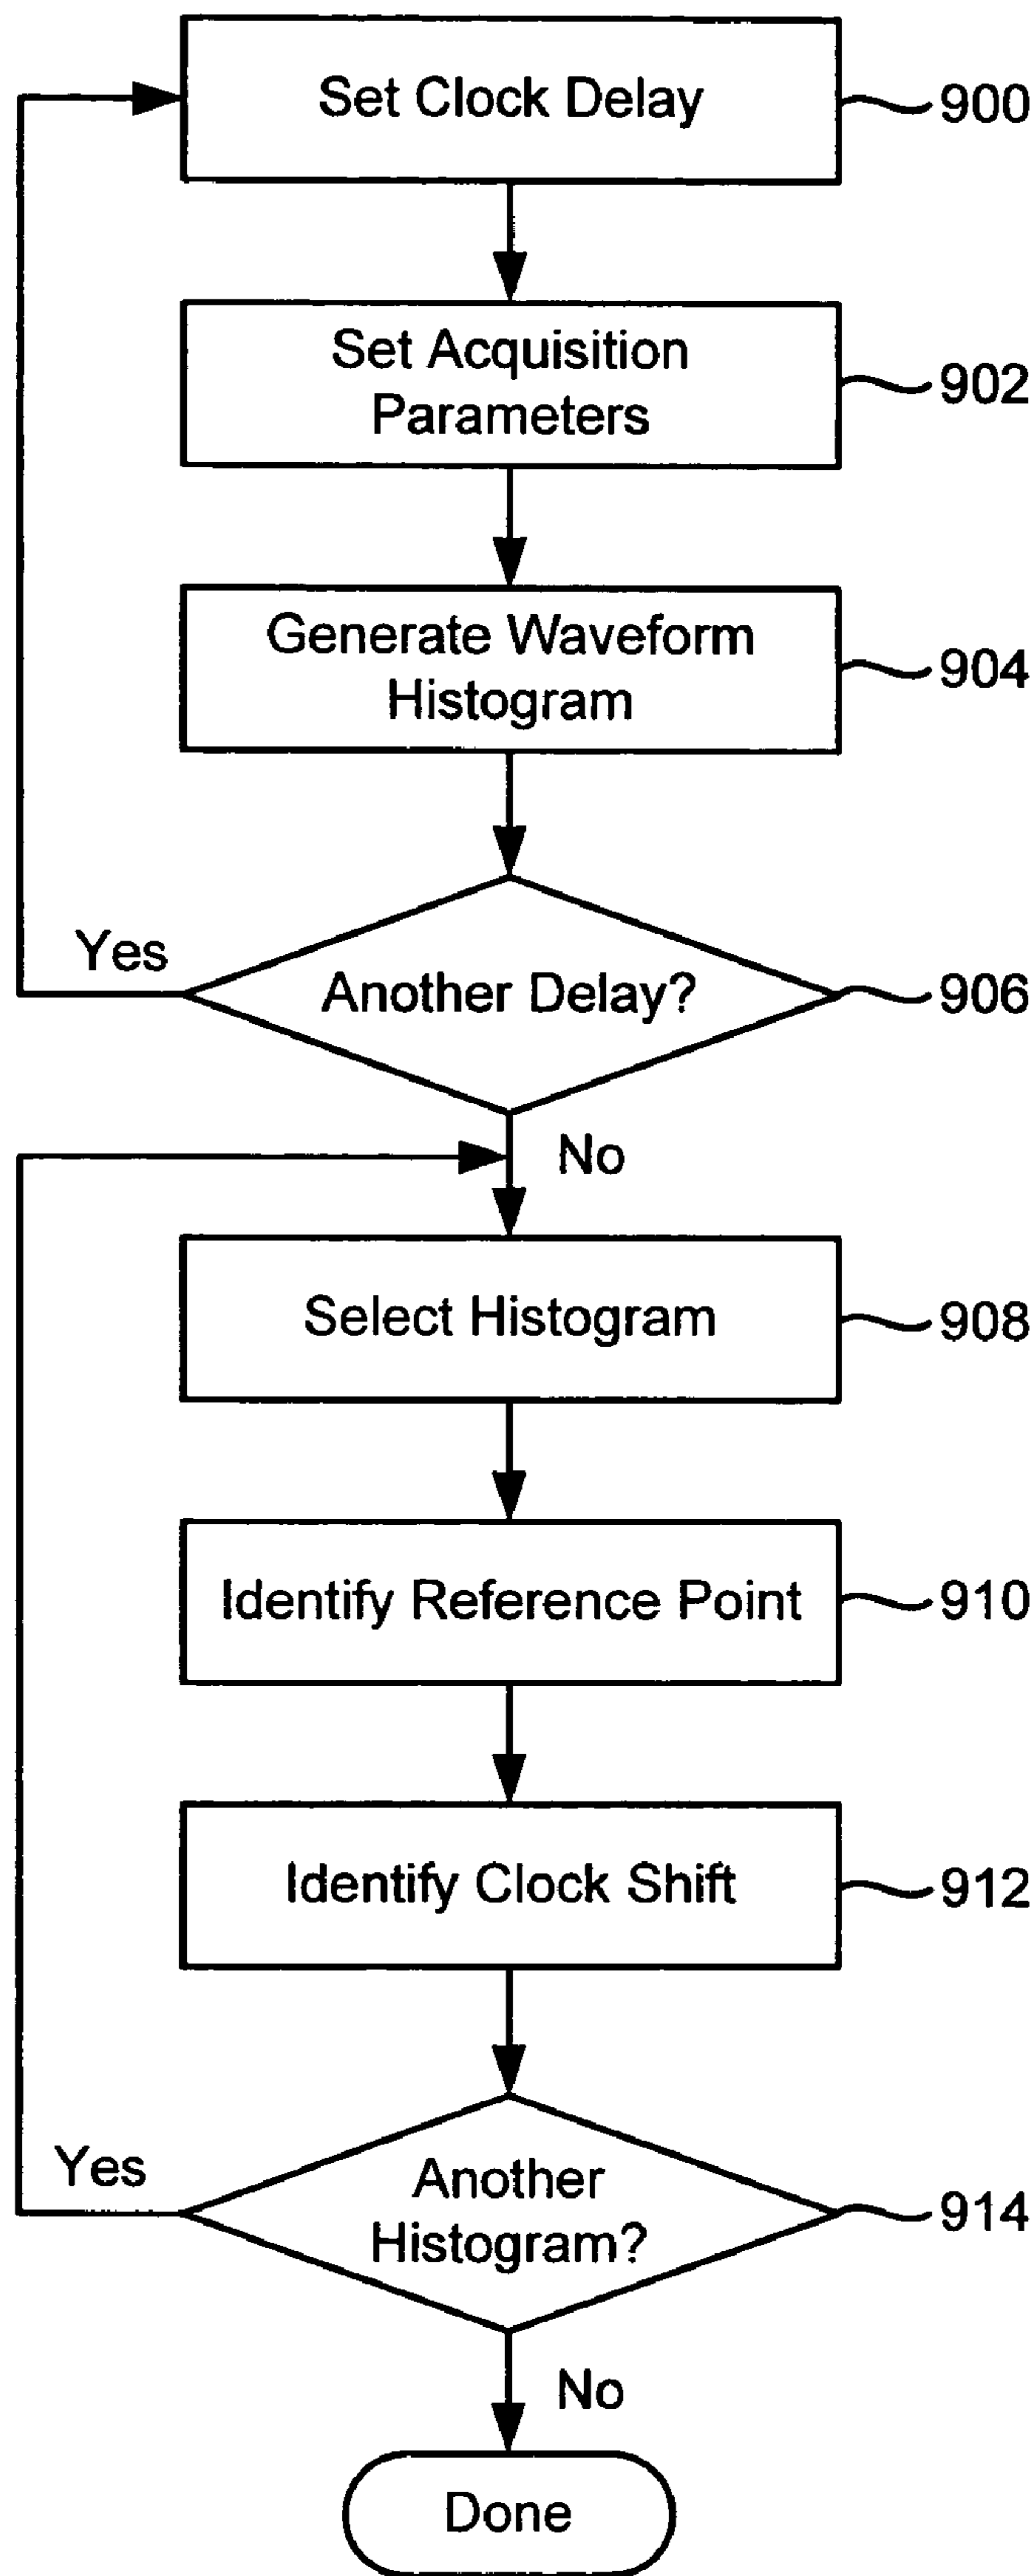 Set Clock Delay
900
Set Acquisition
Parameters
902
Generate Waveform
Histogram
904
Yes
Another Delay?
906
No
Select Histogram
908
Identify Reference Point
910
Identify Clock Shift
912
Yes
Another
Histogram?
914
No
Done